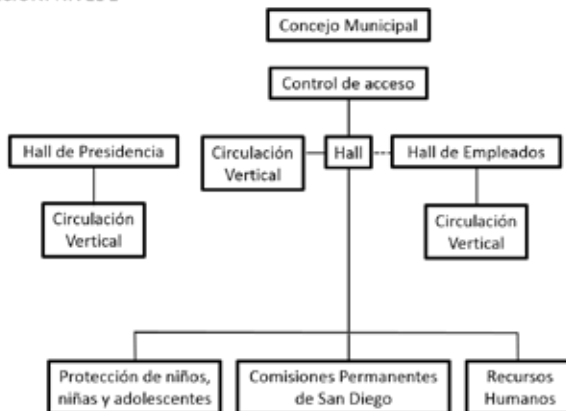 Concejo Municipal
Control de acceso
Hall de Presidencia
Circulación
Vertical
Hall
Hall de Empleados
Circulación
Vertical
Circulación
Vertical
Protección de niños,
niñas y adolescentes
Comisiones Permanentes
de San Diego
Recursos
Humanos